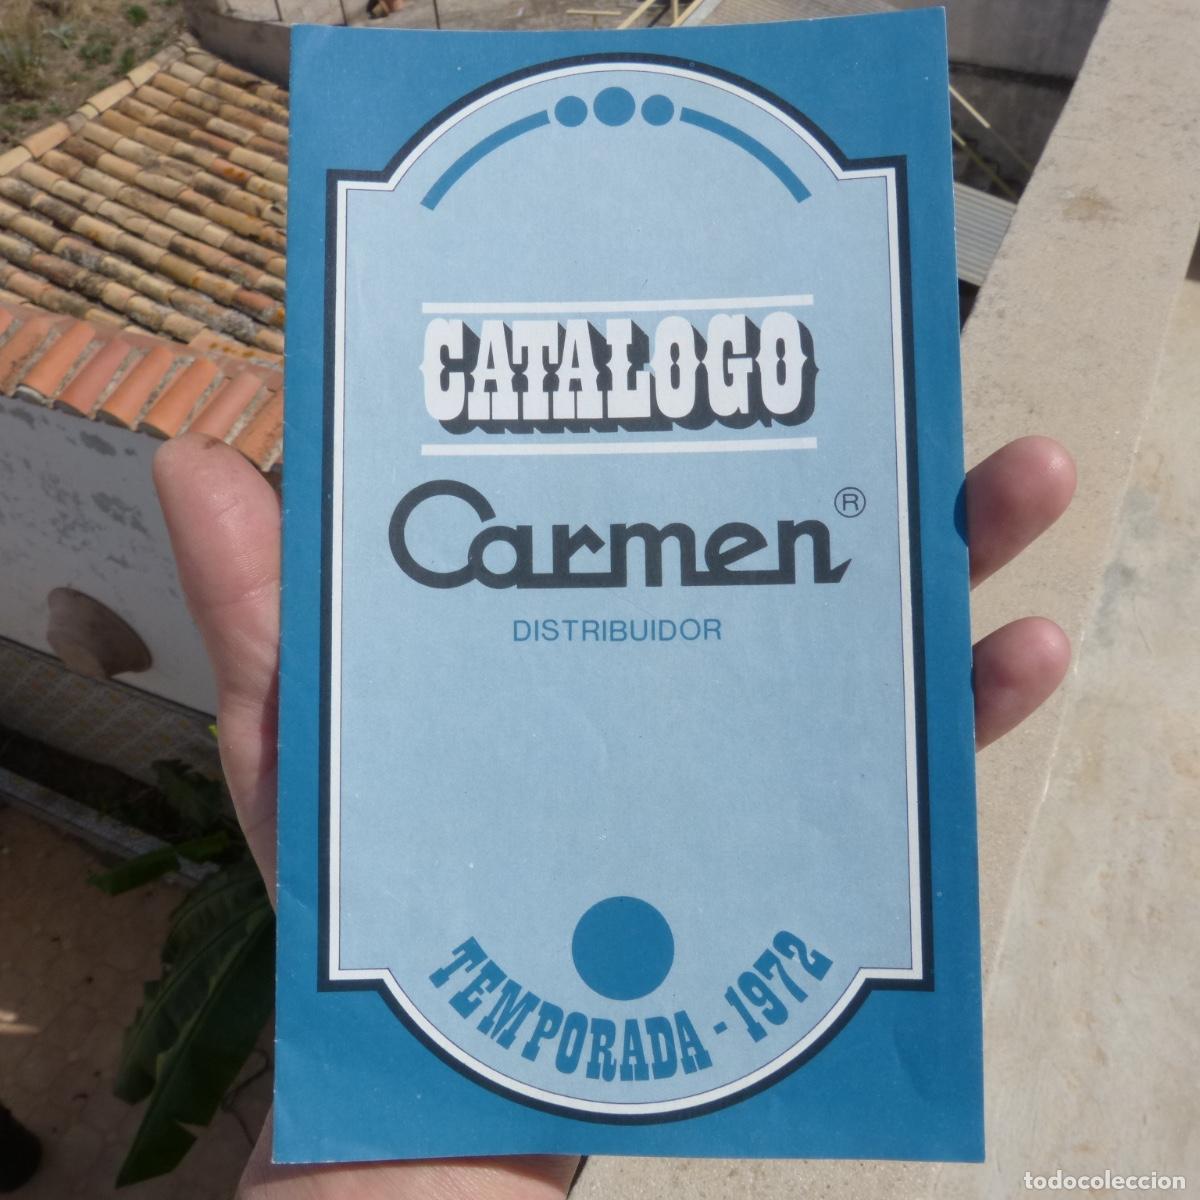 CATALOGO
Carmen ®
DISTRIBUIDOR
TEMPORADA - 1972
todocoleccion